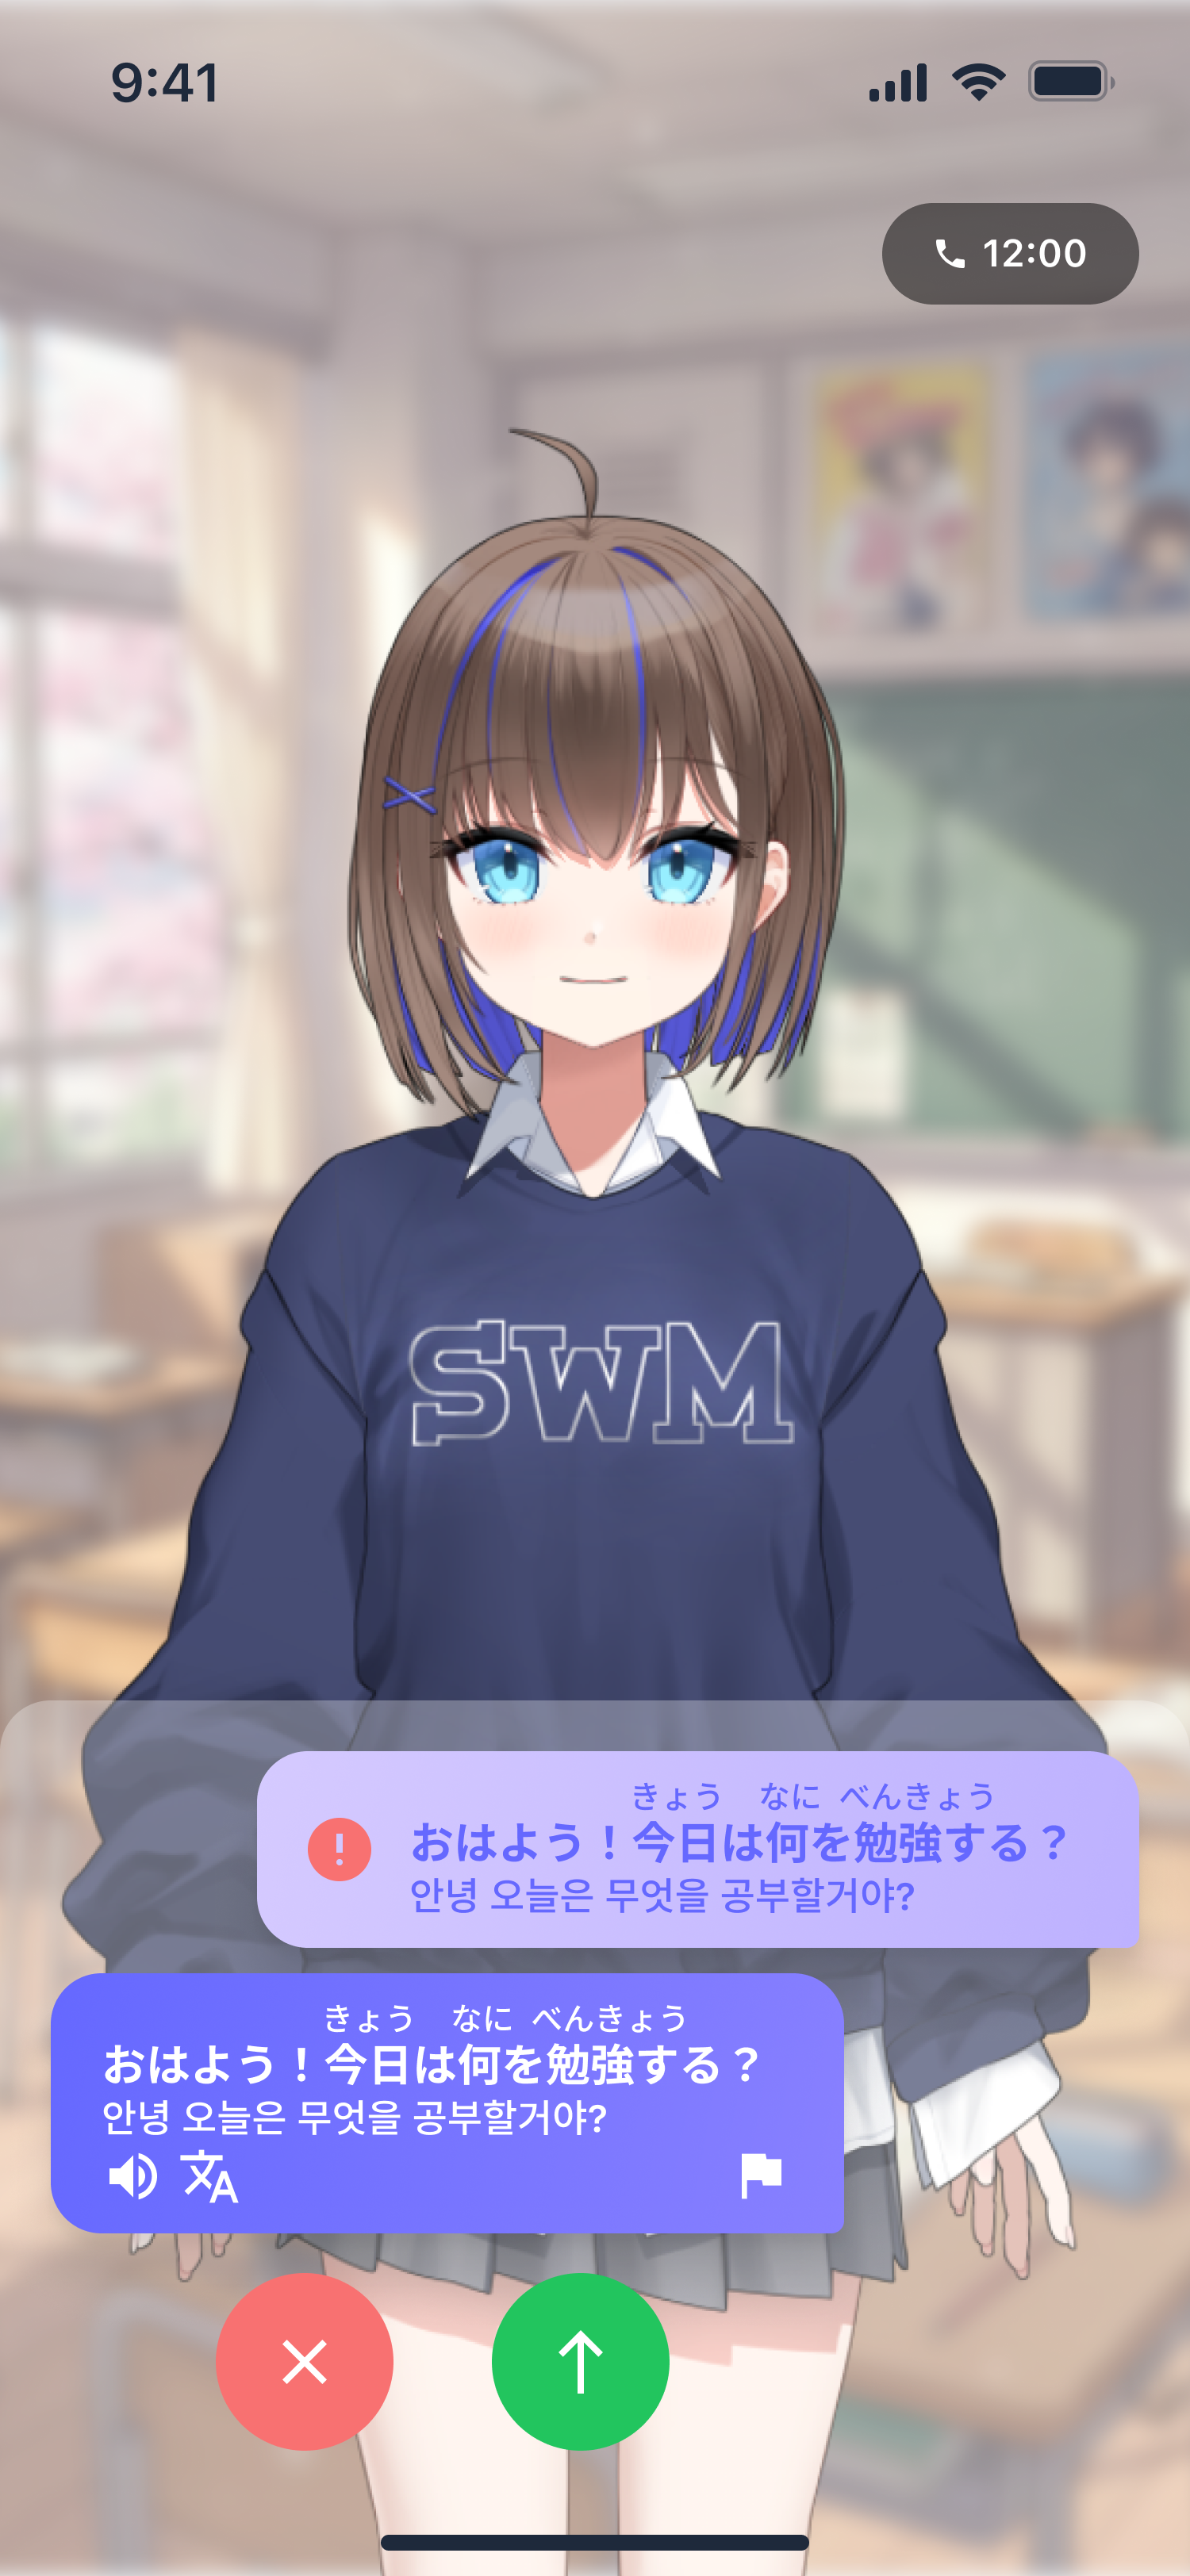 9:41
12:00
SWM
きょう なに べんきょう
おはよう！今日は何を勉強する？
안녕 오늘은 무엇을 공부할거야?
きょう なに べんきょう
おはよう！今日は何を勉強する？
안녕 오늘은 무엇을 공부할거야?